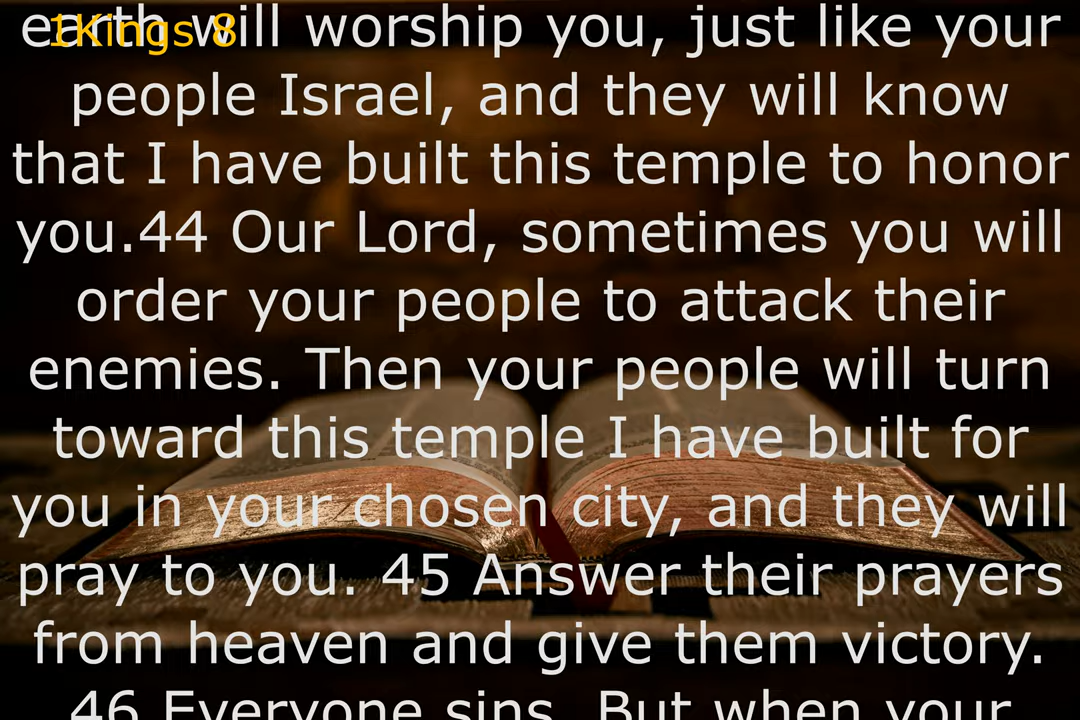 1Kings 8
earth will worship you, just like your
people Israel, and they will know
that I have built this temple to honor
you.44 Our Lord, sometimes you will
order your people to attack their
enemies. Then your people will turn
toward this temple I have built for
you in your chosen city, and they will
pray to you. 45 Answer their prayers
from heaven and give them victory.
46 Everyone sins. But when your